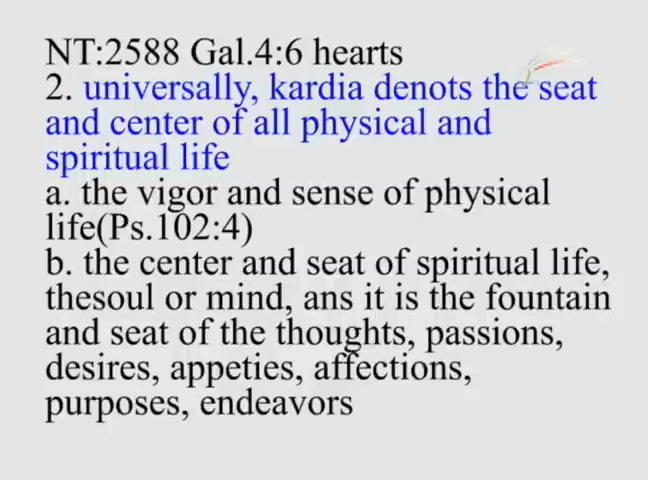 NT:2588 Gal.4:6 hearts
2. universally, kardia denots the seat
and center of all physical and
spiritual life
a. the vigor and sense of physical
life(Ps.102:4)
b. the center and seat of spiritual life,
thesoul or mind, ans it is the fountain
and seat of the thoughts, passions,
desires, appeties, affections,
purposes, endeavors